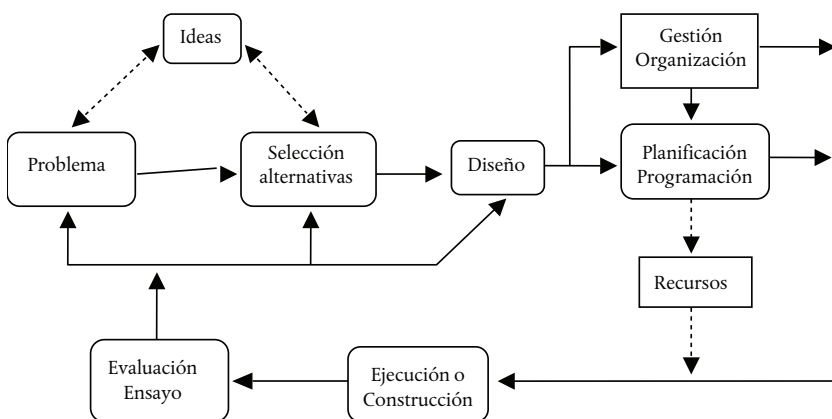 Ideas
Gestión
Organización
Problema
Selección
alternativas
Diseño
Planificación
Programación
Recursos
Evaluación
Ensayo
Ejecución o
Construcción